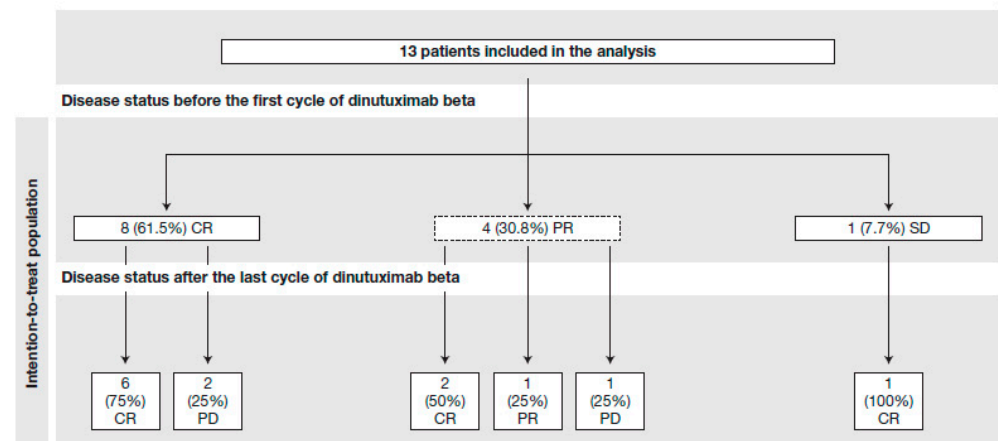 13 patients included in the analysis
Disease status before the first cycle of dinutuximab beta
Intention-to-treat population
8 (61.5%) CR
4 (30.8%) PR
1 (7.7%) SD
Disease status after the last cycle of dinutuximab beta
6
(75%)
CR
2
(25%)
PD
2
(50%)
CR
1
(25%)
PR
1
(25%)
PD
1
(100%)
CR